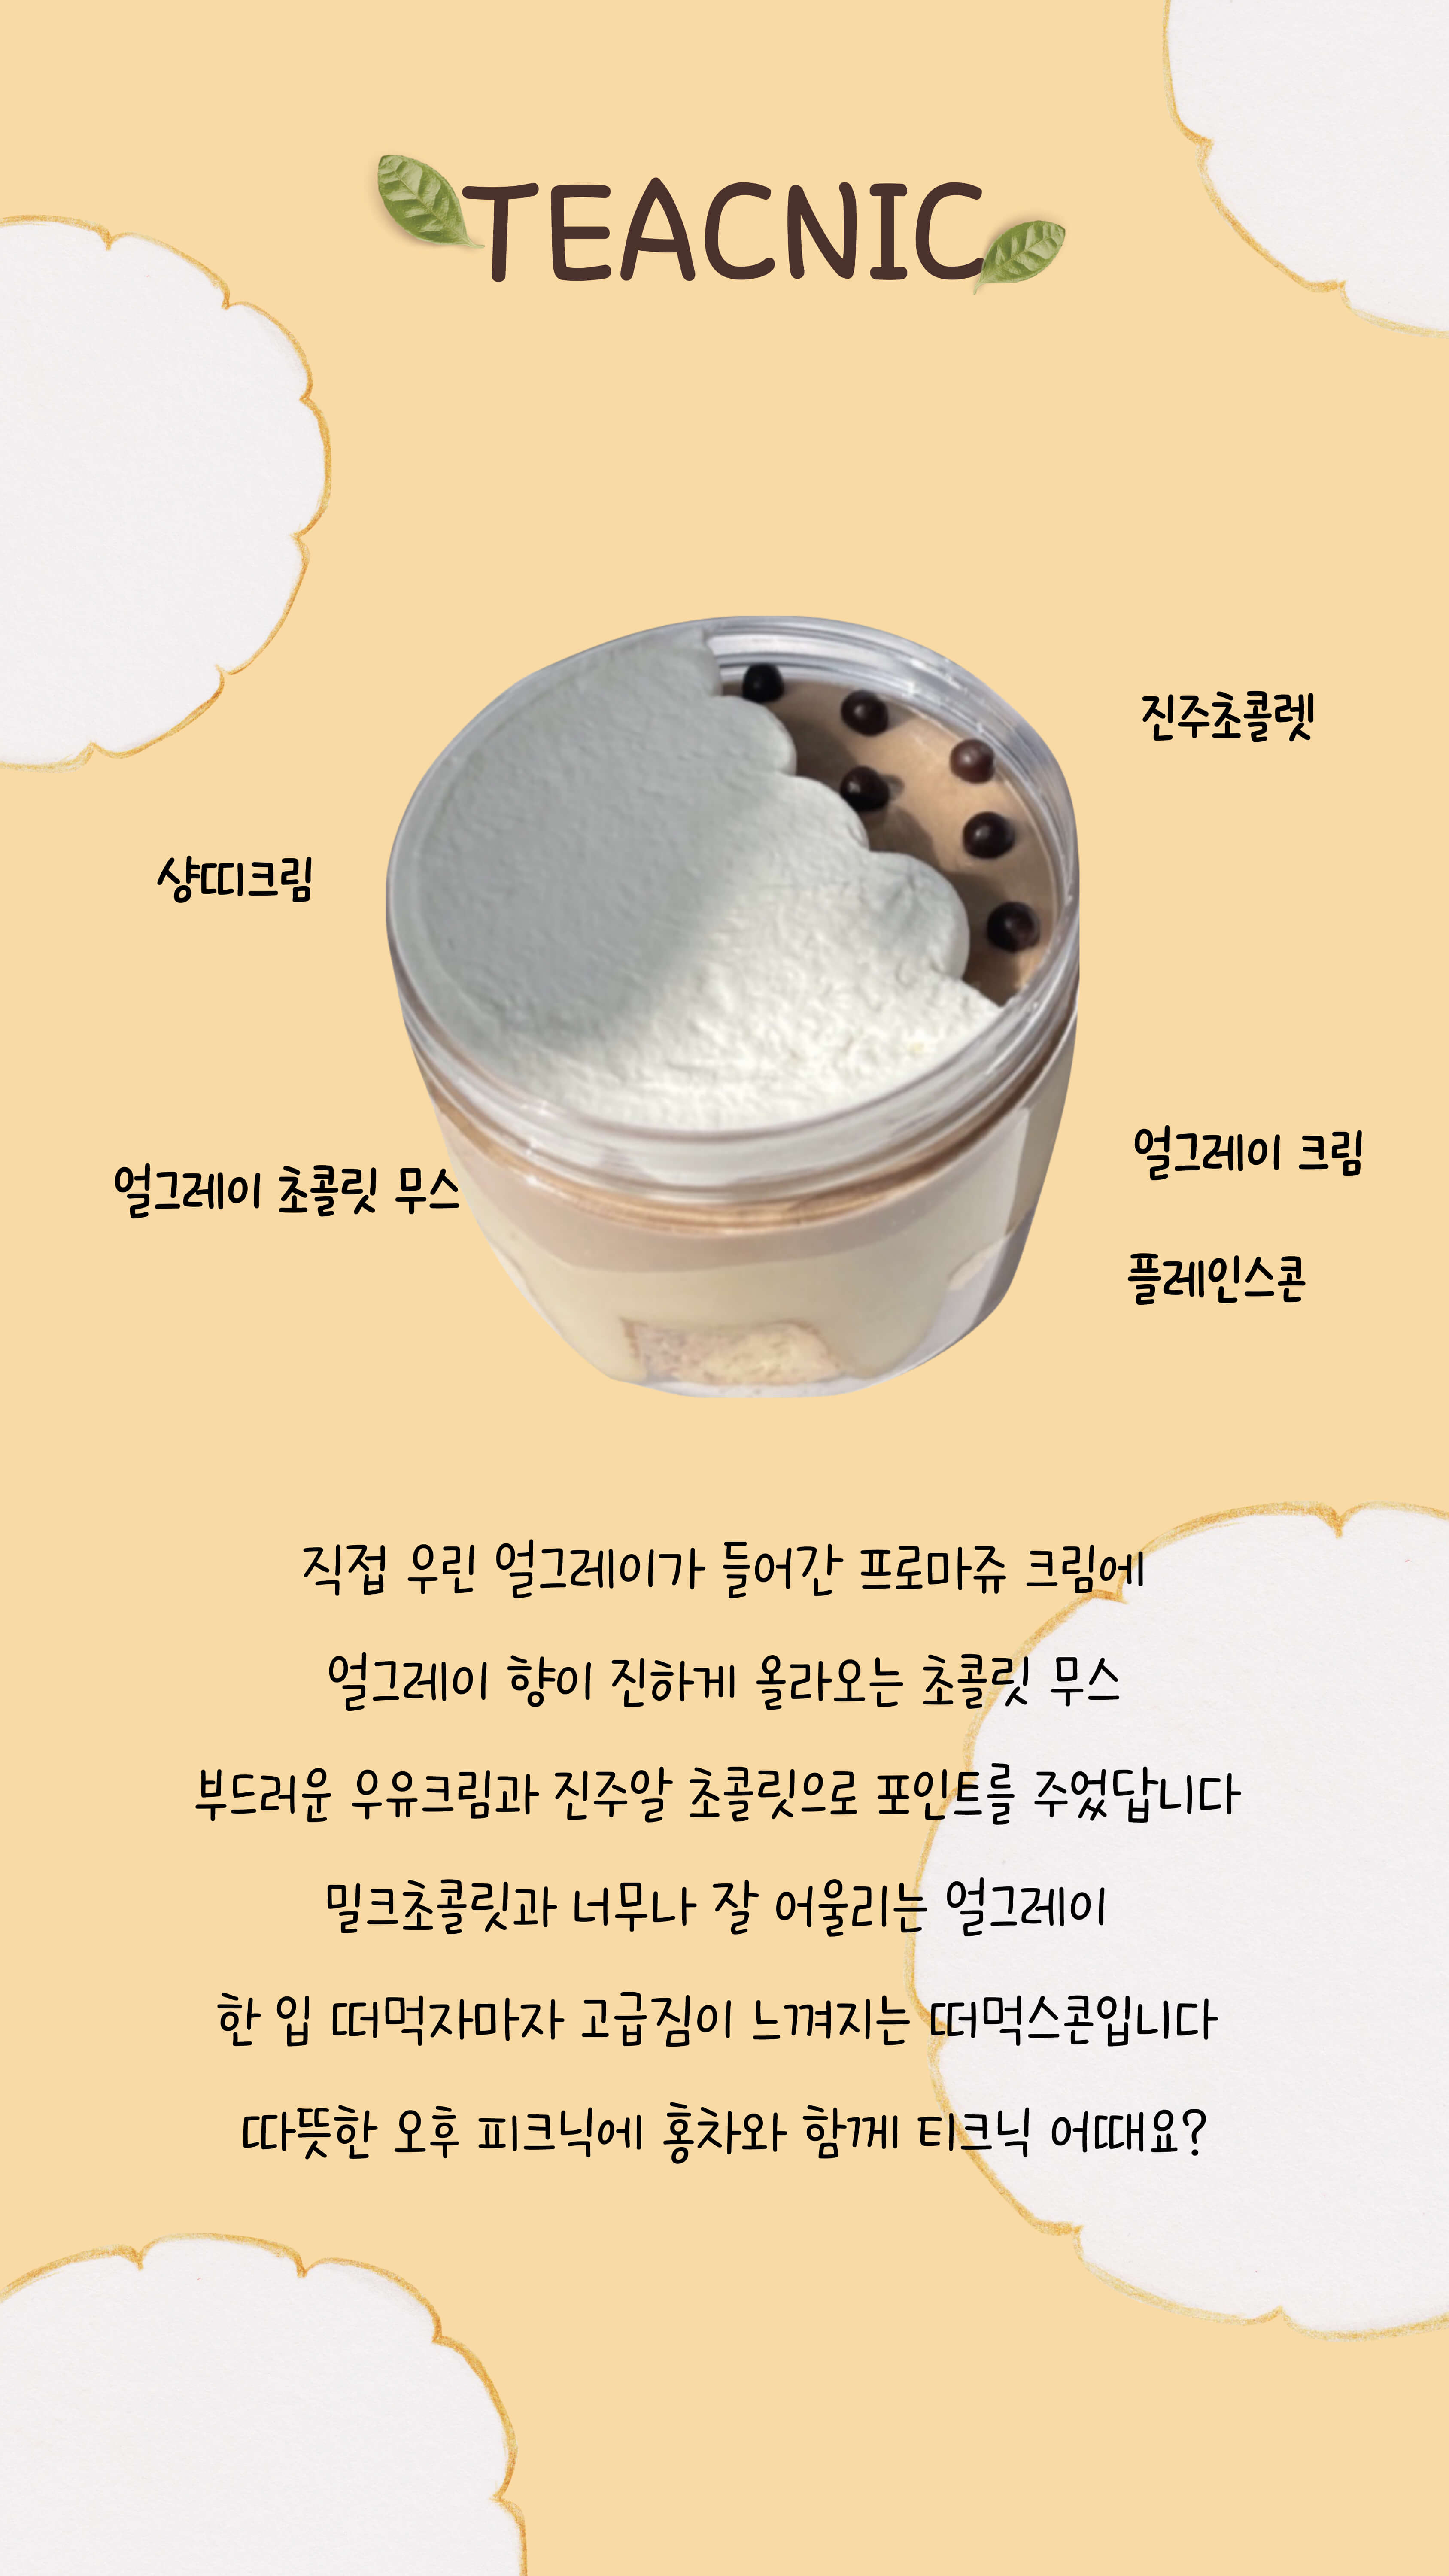 TEACNIC
진주초콜렛
샹띠크림
얼그레이 크림
얼그레이 초콜릿 무스
플레인스콘
직접 우린 얼그레이가 들어간 프로마쥬 크림에
얼그레이 향이 진하게 올라오는 초콜릿 무스
부드러운 우유크림과 진주알 초콜릿으로 포인트를 주었답니다
밀크초콜릿과 너무나 잘 어울리는 얼그레이
한 입 떠먹자마자 고급짐이 느껴지는 떠먹스콘입니다
따뜻한 오후 피크닉에 홍차와 함께 티크닉 어때요?